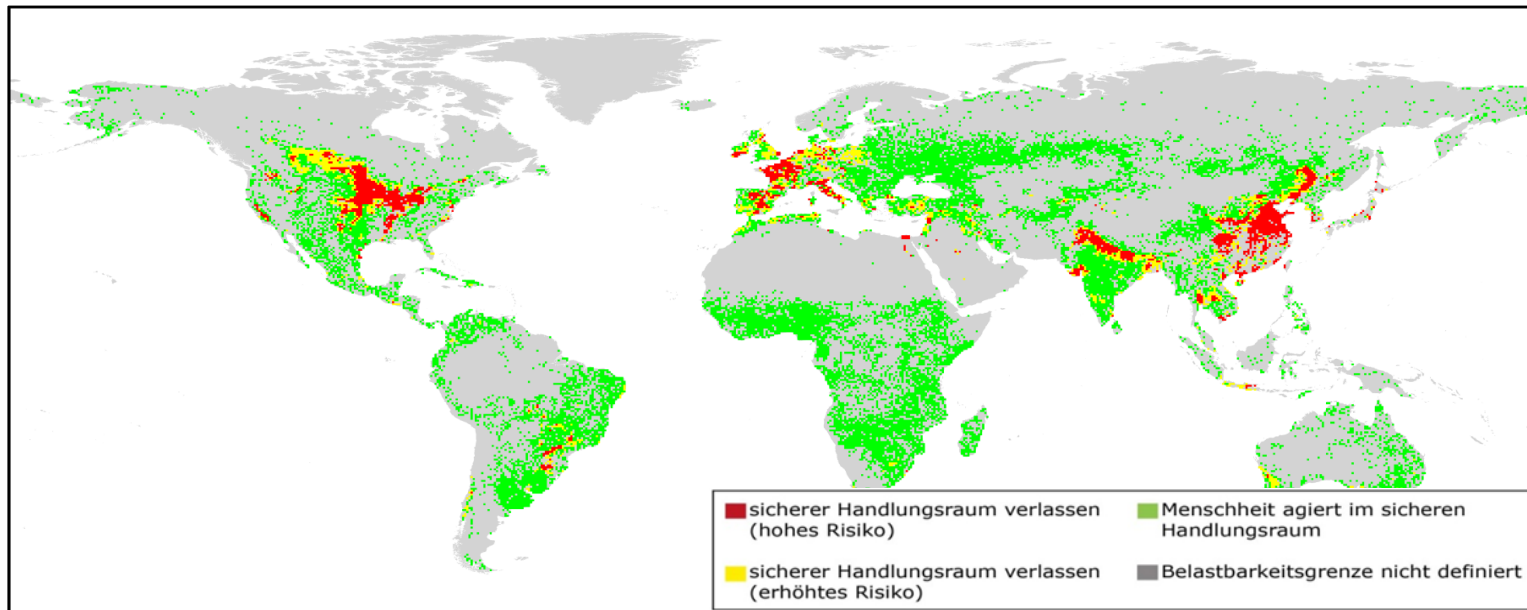 sicherer Handlungsraum verlassen
(hohes Risiko)
sicherer Handlungsraum verlassen
(erhöhtes Risiko)
Menschheit agiert im sicheren
Handlungsraum
Belastbarkeitsgrenze nicht definiert